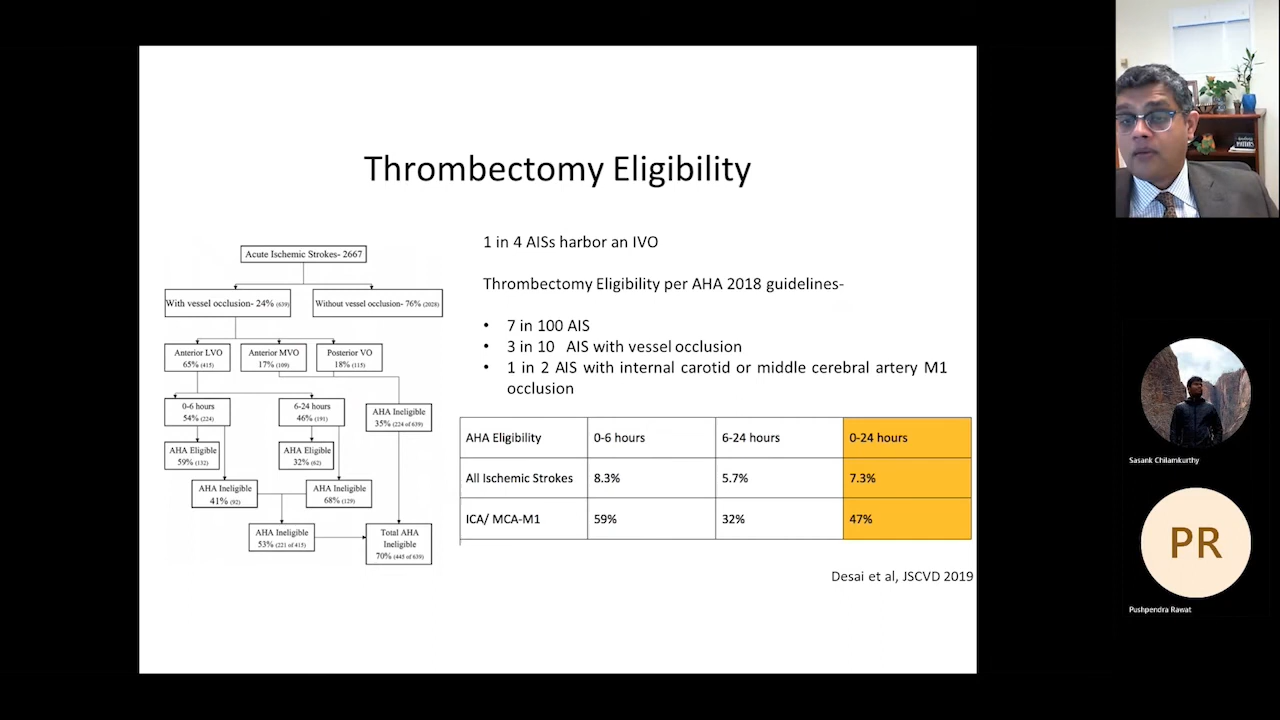 Thrombectomy Eligibility
Acute Ischemic Strokes- 2667
With vessel occlusion- 24% (639)
Without vessel occlusion- 76% (2028)
Anterior LVO
65% (415)
Anterior MVO
17% (109)
Posterior VO
18% (115)
0-6 hours
54% (224)
6-24 hours
46% (191)
AHA Ineligible
35% (224 of 639)
AHA Eligible
59% (132)
AHA Eligible
32% (62)
AHA Ineligible
41% (92)
AHA Ineligible
68% (129)
AHA Ineligible
53% (221 of 415)
Total AHA
Ineligible
70% (445 of 639)
1 in 4 AISs harbor an IVO
Thrombectomy Eligibility per AHA 2018 guidelines-
• 7 in 100 AIS
• 3 in 10 AIS with vessel occlusion
• 1 in 2 AIS with internal carotid or middle cerebral artery M1
occlusion
AHA Eligibility 0-6 hours 6-24 hours 0-24 hours
All Ischemic Strokes 8.3% 5.7% 7.3%
ICA/ MCA-M1 59% 32% 47%
Desai et al, JSCVD 2019
Sasank Chilamkurthy
PR
Pushpendra Rawat